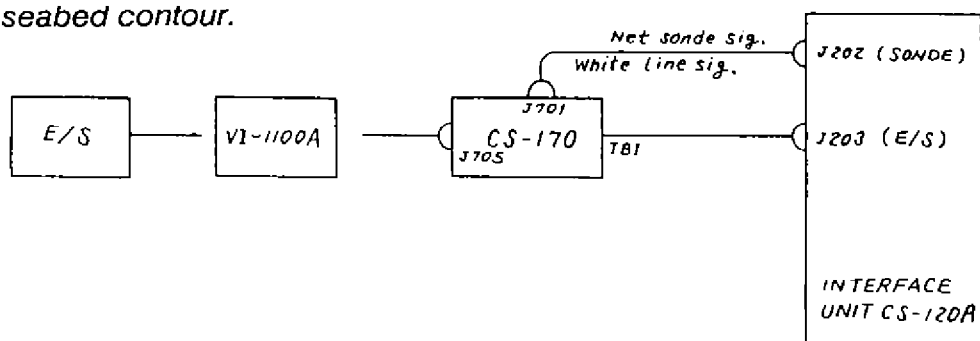 seabed contour.
Net sonde sig.
White line sig.
J202 (SONDE)
E/S
VI-1100A
J701
CS-170
J705
TB1
J203 (E/S)
INTERFACE
UNIT CS-120A